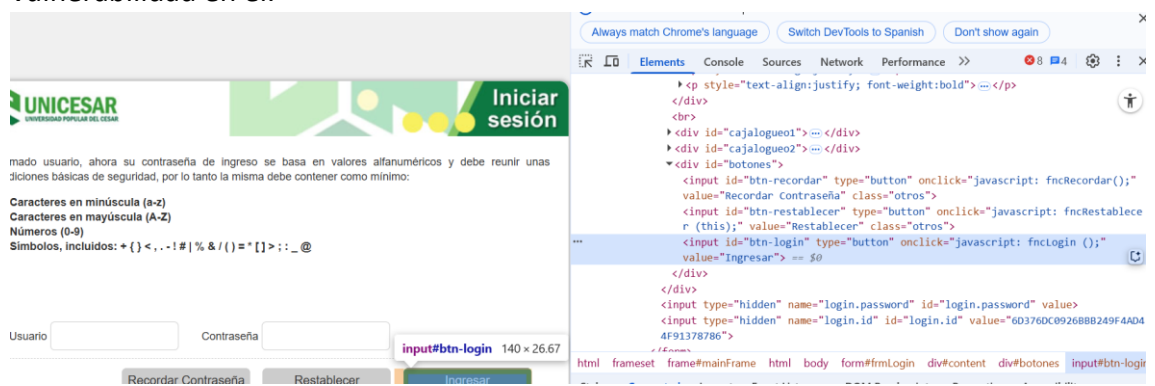 UNICESAR
UNIVERSIDAD POPULAR DEL CESAR
Iniciar
sesión
mado usuario, ahora su contraseña de ingreso se basa en valores alfanuméricos y debe reunir unas
diciones básicas de seguridad, por lo tanto la misma debe contener como mínimo:
Caracteres en minúscula (a-z)
Caracteres en mayúscula (A-Z)
Números (0-9)
Simbolos, incluidos: + { } < , . - ! # | % & / ( ) = * [ ] > ; : _ @
Usuario
Contraseña
input#btn-login 140 × 26.67
Recordar Contraseña
Restablecer
Ingresar
Always match Chrome's language
Switch DevTools to Spanish
Don't show again
Elements Console Sources Network Performance >> 8 4
<p style="text-align:justify; font-weight:bold"> … </p>
</div>
<br>
<div id="cajalogueo1"> … </div>
<div id="cajalogueo2"> … </div>
<div id="botones">
<input id="btn-recordar" type="button" onclick="javascript: fncRecordar();"
value="Recordar Contraseña" class="otros">
<input id="btn-restablecer" type="button" onclick="javascript: fncRestablece
r (this);" value="Restablecer" class="otros">
<input id="btn-login" type="button" onclick="javascript: fncLogin ();"
value="Ingresar"> == $0
</div>
</div>
<input type="hidden" name="login.password" id="login.password" value>
<input type="hidden" name="login.id" id="login.id" value="6D376DC0926BBB249F4AD4
4F91378786">
html frameset frame#mainFrame html body form#frmLogin div#content div#botones input#btn-login